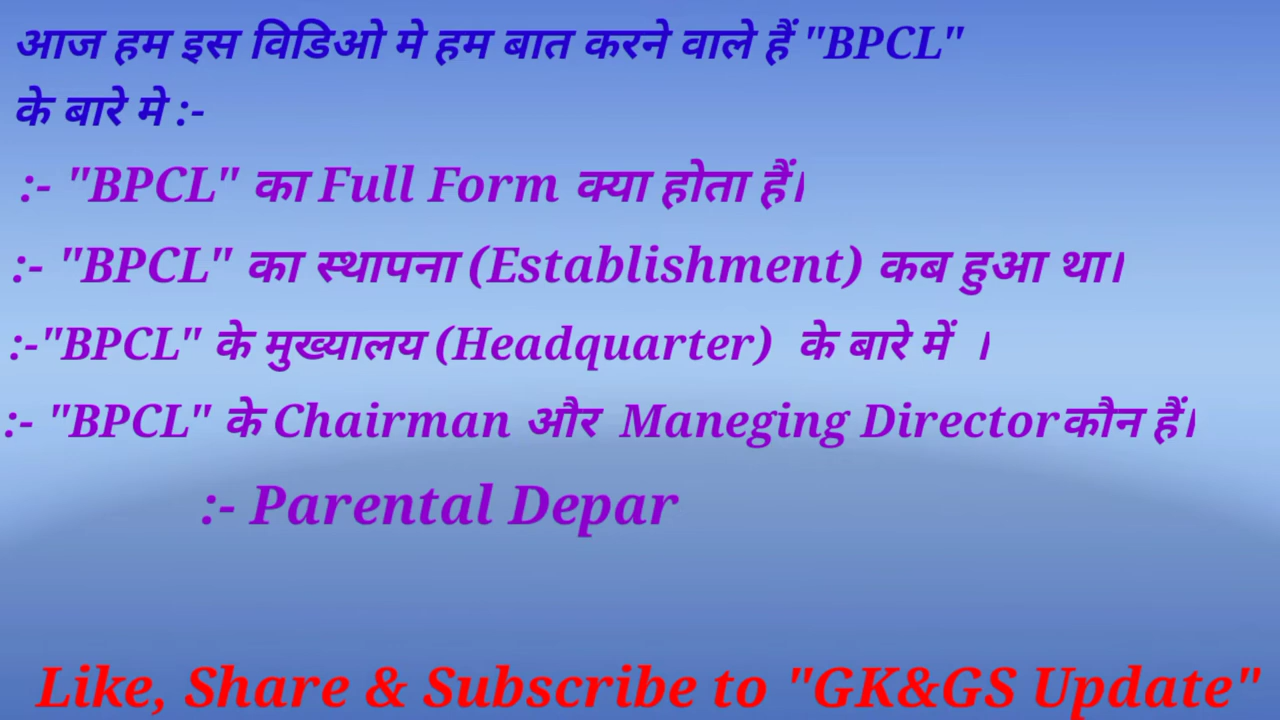 आज हम इस विडिओ मे हम बात करने वाले हैं "BPCL"
के बारे मे :-
:- "BPCL" का Full Form क्या होता हैं।
:- "BPCL" का स्थापना (Establishment) कब हुआ था।
:-"BPCL" के मुख्यालय (Headquarter) के बारे में ।
:- "BPCL" के Chairman और Maneging Directorकौन हैं।
:- Parental Depar
Like, Share & Subscribe to "GK&GS Update"